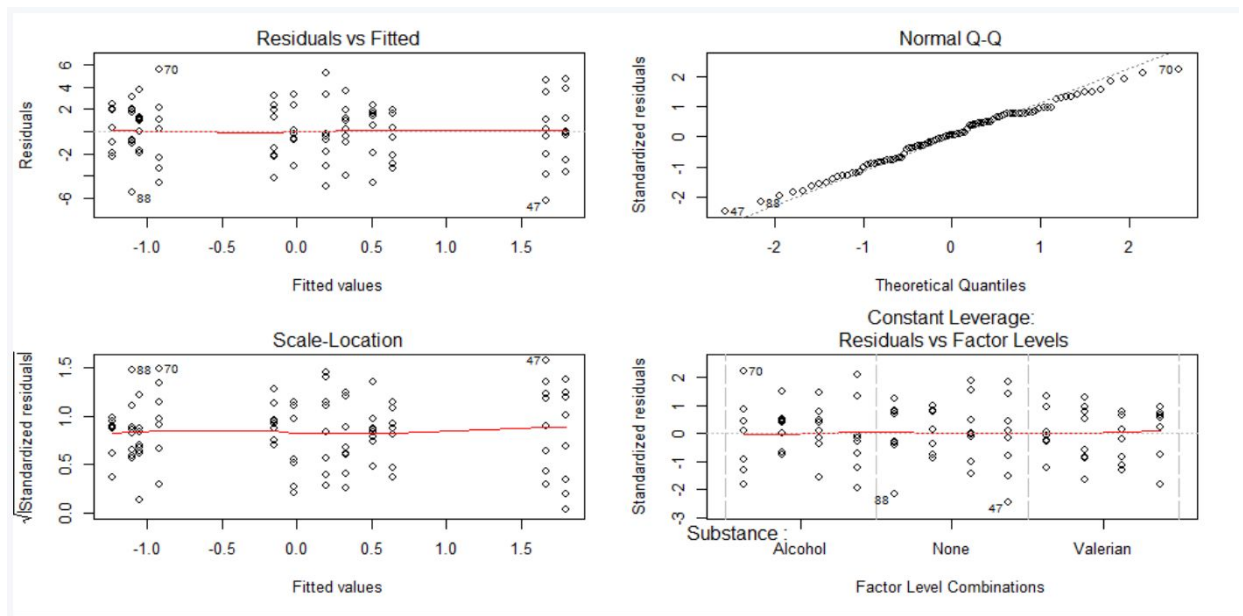 Residuals vs Fitted
Residuals
6
4
2
-2
-6
70
88
47
-1.0 -0.5 0.0 0.5 1.0 1.5
Fitted values
Normal Q-Q
Standardized residuals
2
1
0
-1
-2
70
88
47
-2 -1 0 1 2
Theoretical Quantiles
Scale-Location
√|Standardized residuals|
1.5
1.0
0.5
0.0
88 70
47
-1.0 -0.5 0.0 0.5 1.0 1.5
Fitted values
Constant Leverage:
Residuals vs Factor Levels
Standardized residuals
2
1
0
-1
-2
-3
70
88
47
Substance :
Alcohol None Valerian
Factor Level Combinations